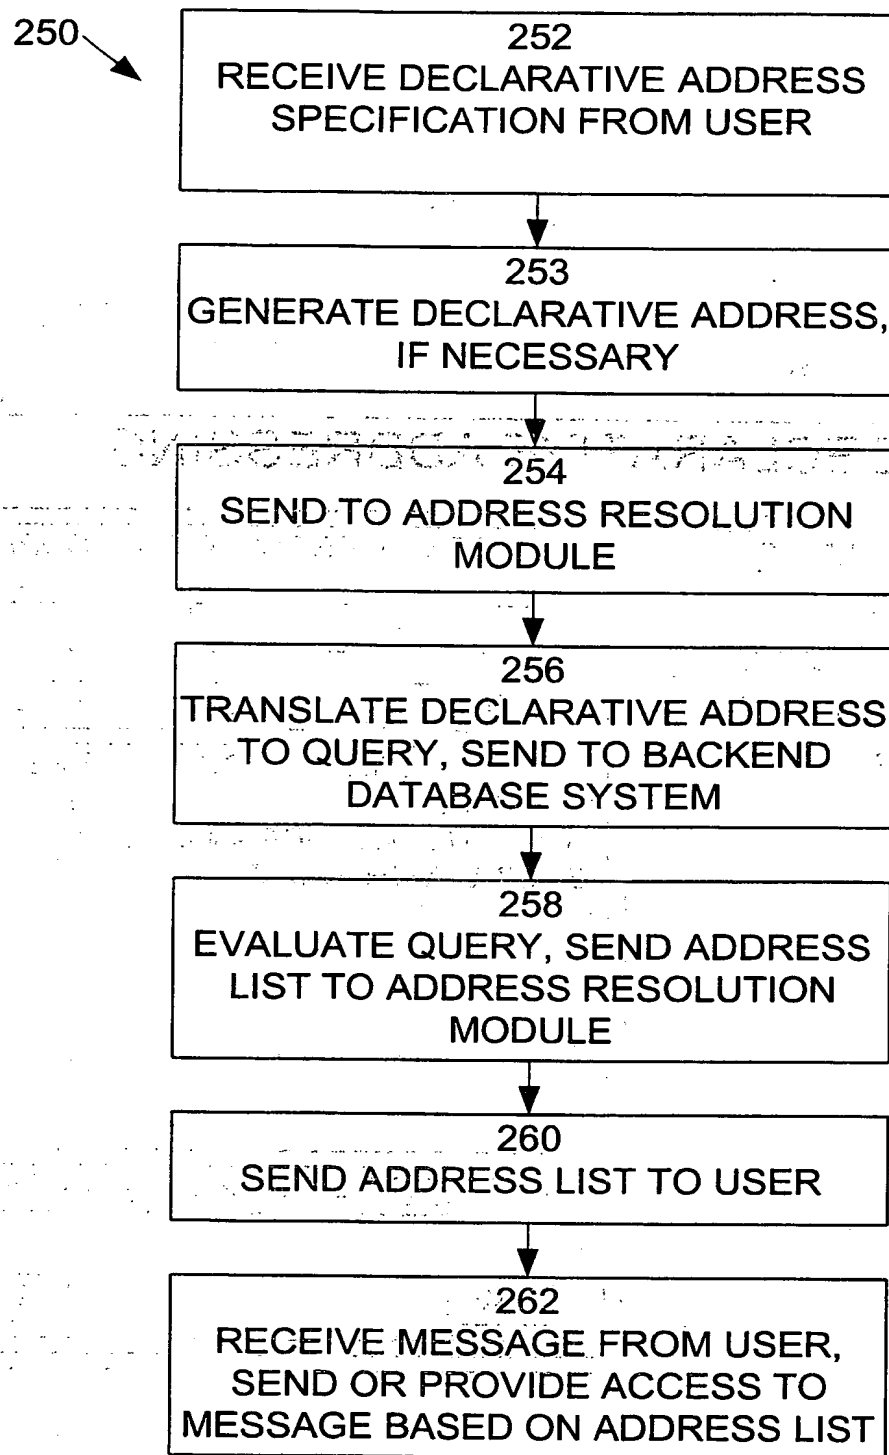 250
252
RECEIVE DECLARATIVE ADDRESS
SPECIFICATION FROM USER
253
GENERATE DECLARATIVE ADDRESS,
IF NECESSARY
254
SEND TO ADDRESS RESOLUTION
MODULE
256
TRANSLATE DECLARATIVE ADDRESS
TO QUERY, SEND TO BACKEND
DATABASE SYSTEM
258
EVALUATE QUERY, SEND ADDRESS
LIST TO ADDRESS RESOLUTION
MODULE
260
SEND ADDRESS LIST TO USER
262
RECEIVE MESSAGE FROM USER,
SEND OR PROVIDE ACCESS TO
MESSAGE BASED ON ADDRESS LIST